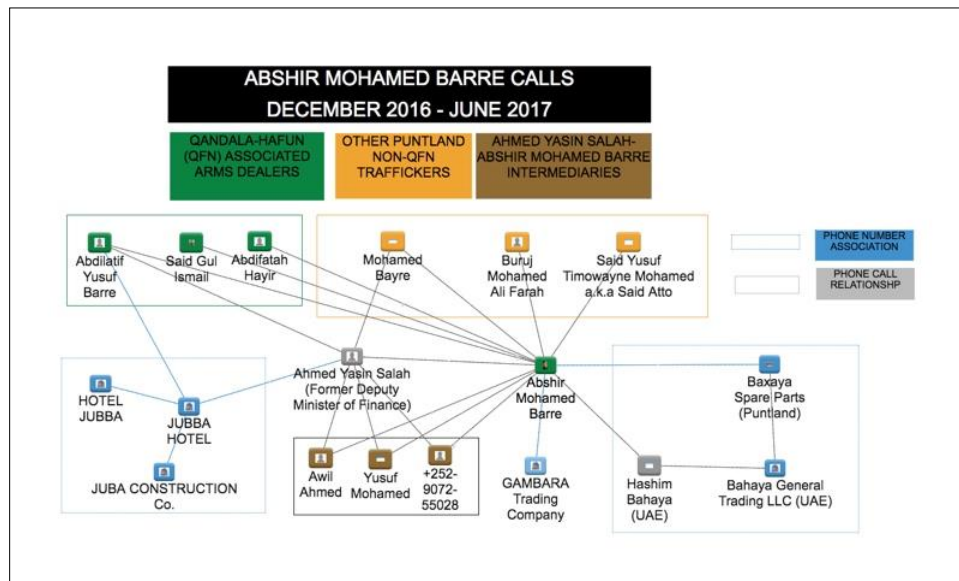 ABSHIR MOHAMED BARRE CALLS
DECEMBER 2016 - JUNE 2017
QANDALA-HAFUN
(QFN) ASSOCIATED
ARMS DEALERS
OTHER PUNTLAND
NON-QFN
TRAFFICKERS
AHMED YASIN SALAH-
ABSHIR MOHAMED BARRE
INTERMEDIARIES
Abdilatif
Yusuf
Barre
Said Gul
Ismail
Abdifatah
Hayir
Mohamed
Bayre
Buruj
Mohamed
Ali Farah
Said Yusuf
Timowayne Mohamed
a.k.a Said Atto
PHONE NUMBER
ASSOCIATION
PHONE CALL
RELATIONSHP
Ahmed Yasin Salah
(Former Deputy
Minister of Finance)
Abshir
Mohamed
Barre
Baxaya
Spare Parts
(Puntland)
HOTEL
JUBBA
JUBBA
HOTEL
JUBA CONSTRUCTION
Co.
Awil
Ahmed
Yusuf
Mohamed
+252-
9072-
55028
GAMBARA
Trading
Company
Hashim
Bahaya
(UAE)
Bahaya General
Trading LLC (UAE)